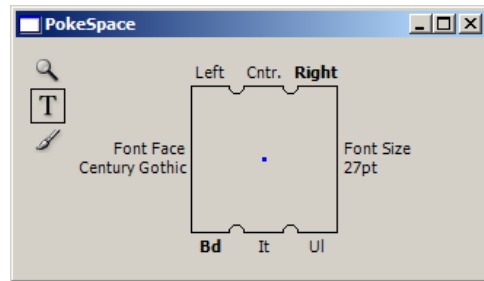 PokeSpace
Left Cntr. Right
T
Font Face
Century Gothic
Font Size
27pt
Bd It Ul